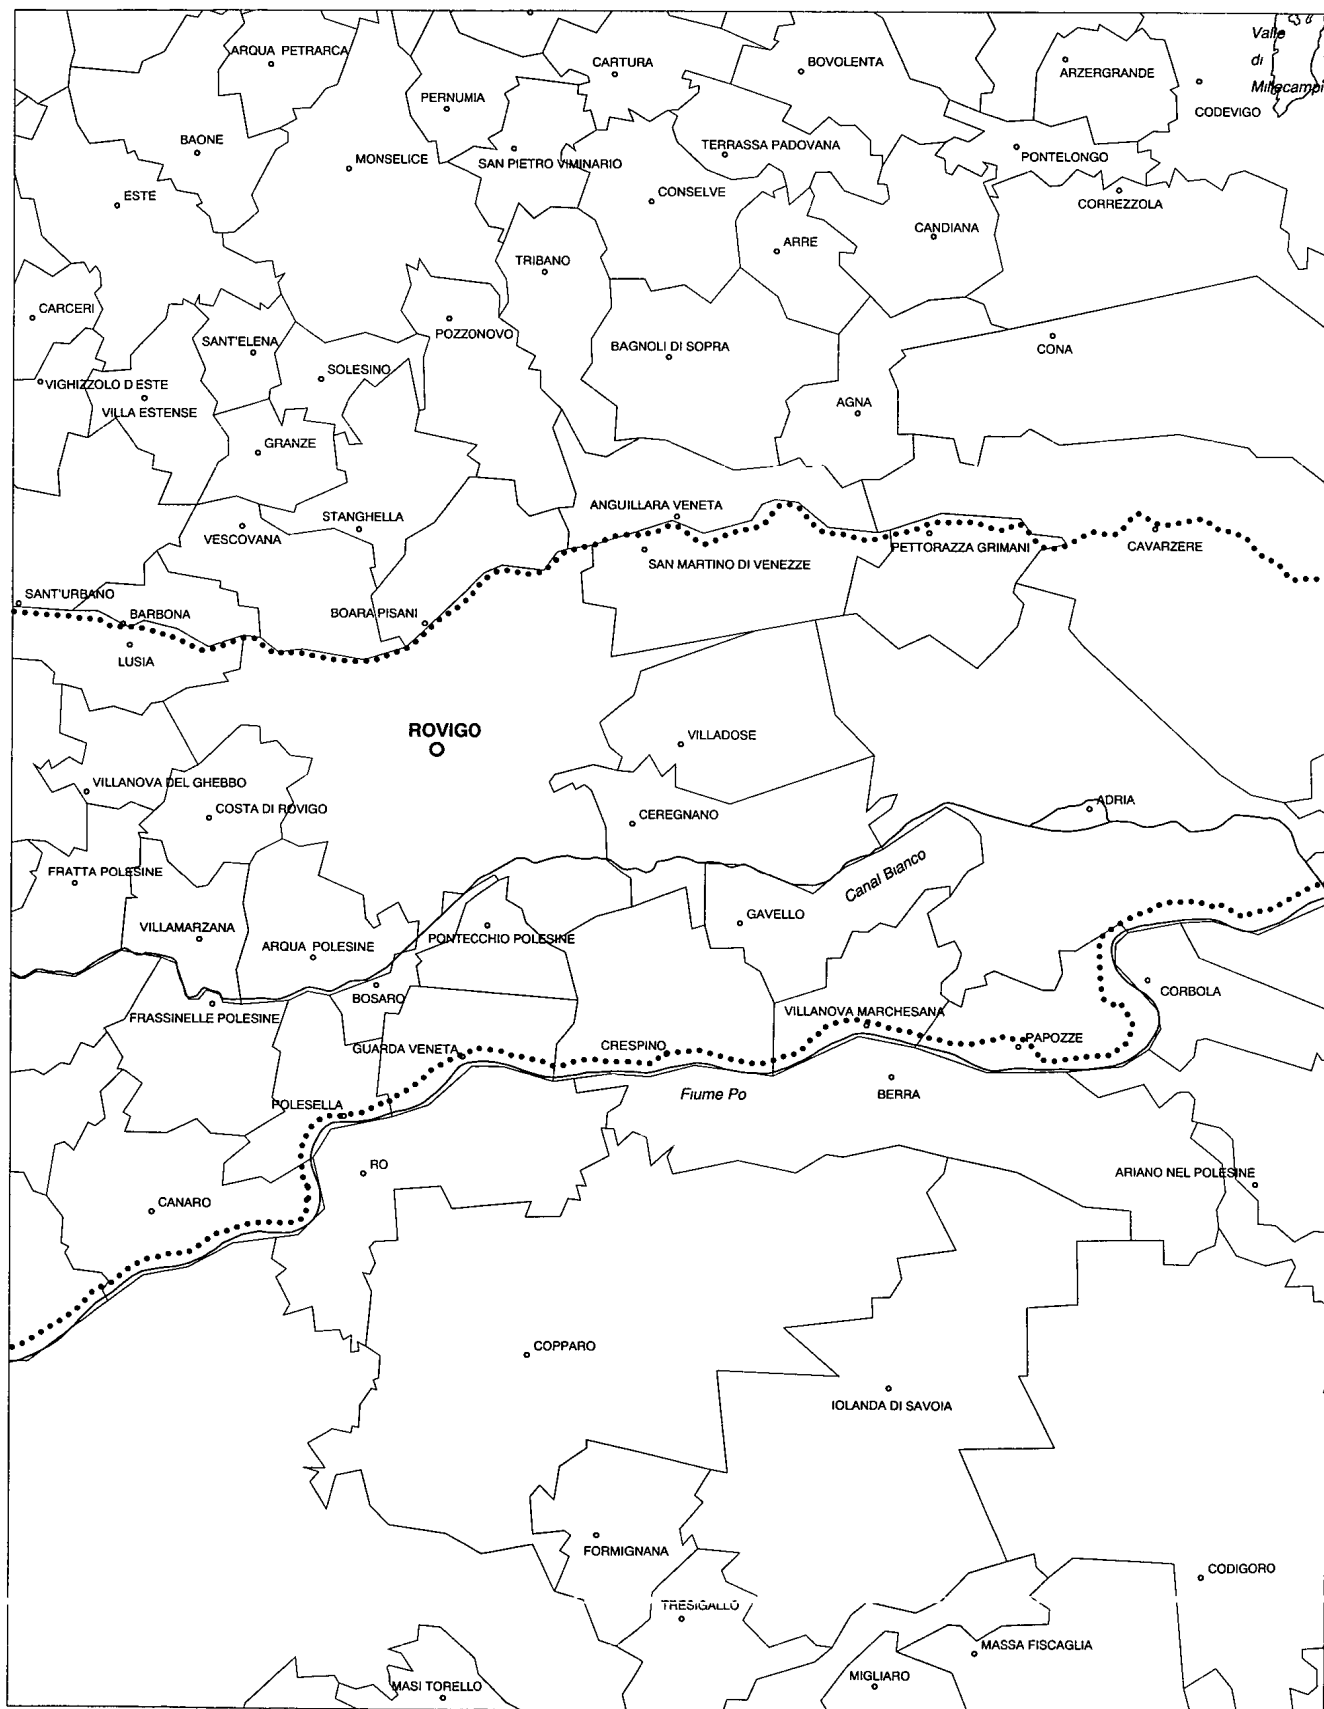 Valle
di
Millecampi
ARQUA PETRARCA
CARTURA
BOVOLENTA
ARZERGRANDE
CODEVIGO
PERNUMIA
BAONE
MONSELICE
SAN PIETRO VIMINARIO
TERRASSA PADOVANA
PONTELONGO
ESTE
CONSELVE
CORREZZOLA
CANDIANA
ARRE
TRIBANO
CARCERI
POZZONOVO
SANT'ELENA
BAGNOLI DI SOPRA
CONA
SOLESINO
VIGHIZZOLO D'ESTE
VILLA ESTENSE
AGNA
GRANZE
ANGUILLARA VENETA
STANGHELLA
VESCOVANA
PETTORAZZA GRIMANI
CAVARZERE
SAN MARTINO DI VENEZZE
SANT'URBANO
BARBONA
BOARA PISANI
LUSIA
ROVIGO
VILLADOSE
VILLANOVA DEL GHEBBO
COSTA DI ROVIGO
CEREGNANO
ADRIA
FRATTA POLESINE
Canal Bianco
GAVELLO
VILLAMARZANA
ARQUA POLESINE
PONTECCHIO POLESINE
BOSARO
CORBOLA
FRASSINELLE POLESINE
VILLANOVA MARCHESANA
GUARDA VENETA
CRESPINO
PAPOZZE
POLESELLA
Fiume Po
BERRA
RO
ARIANO NEL POLESINE
CANARO
COPPARO
IOLANDA DI SAVOIA
FORMIGNANA
CODIGORO
TRESIGALLO
MASSA FISCAGLIA
MIGLIARO
MASI TORELLO